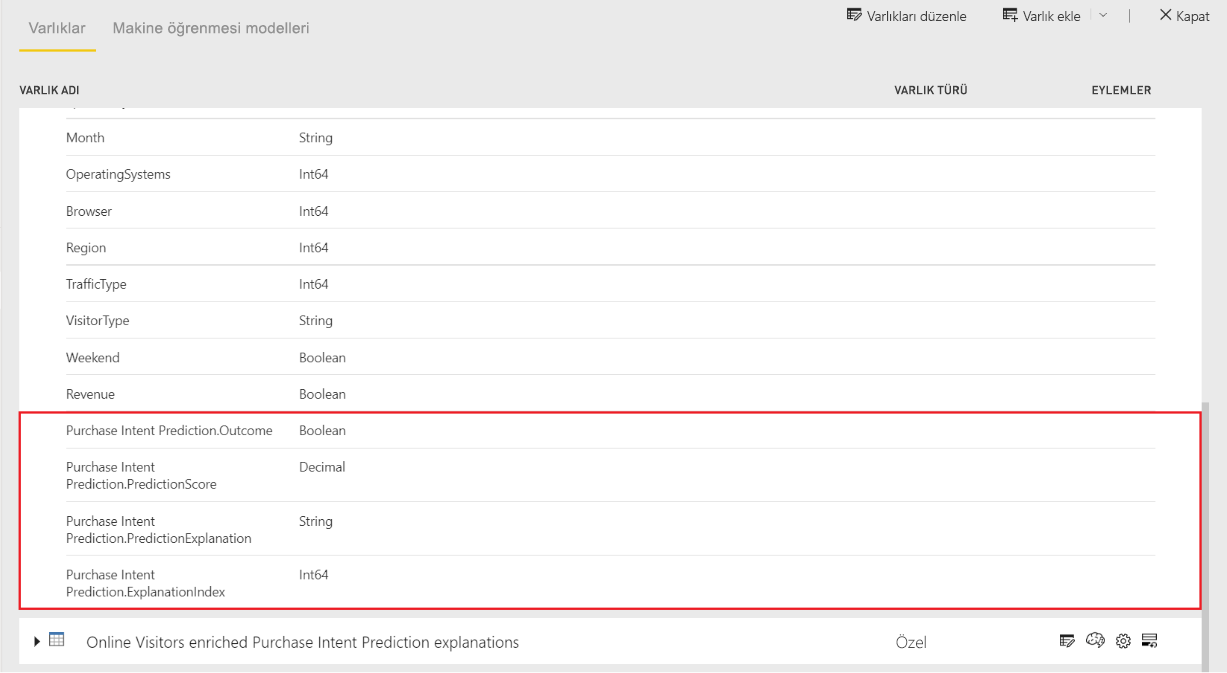 Varlıklar Makine öğrenmesi modelleri Varlıkları düzenle Varlık ekle Kapat
VARLIK ADI VARLIK TÜRÜ EYLEMLER
Month String
OperatingSystems Int64
Browser Int64
Region Int64
TrafficType Int64
VisitorType String
Weekend Boolean
Revenue Boolean
Purchase Intent Prediction.Outcome Boolean
Purchase Intent Decimal
Prediction.PredictionScore
Purchase Intent String
Prediction.PredictionExplanation
Purchase Intent Int64
Prediction.ExplanationIndex
Online Visitors enriched Purchase Intent Prediction explanations Özel